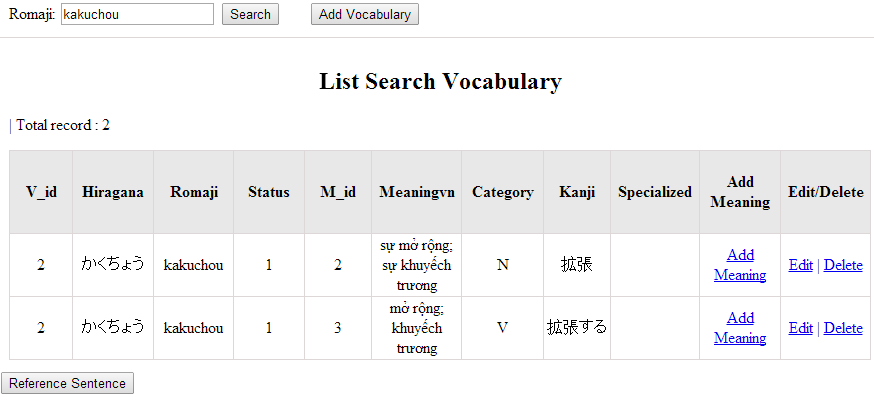 Romaji: kakuchou Search Add Vocabulary
List Search Vocabulary
| Total record : 2
V_id Hiragana Romaji Status M_id Meaningvn Category Kanji Specialized Add Meaning Edit/Delete
2 かくちょう kakuchou 1 2 sự mở rộng; sự khuyếch trương N 拡張 Add Meaning Edit | Delete
2 かくちょう kakuchou 1 3 mở rộng; khuyếch trương V 拡張する Add Meaning Edit | Delete
Reference Sentence